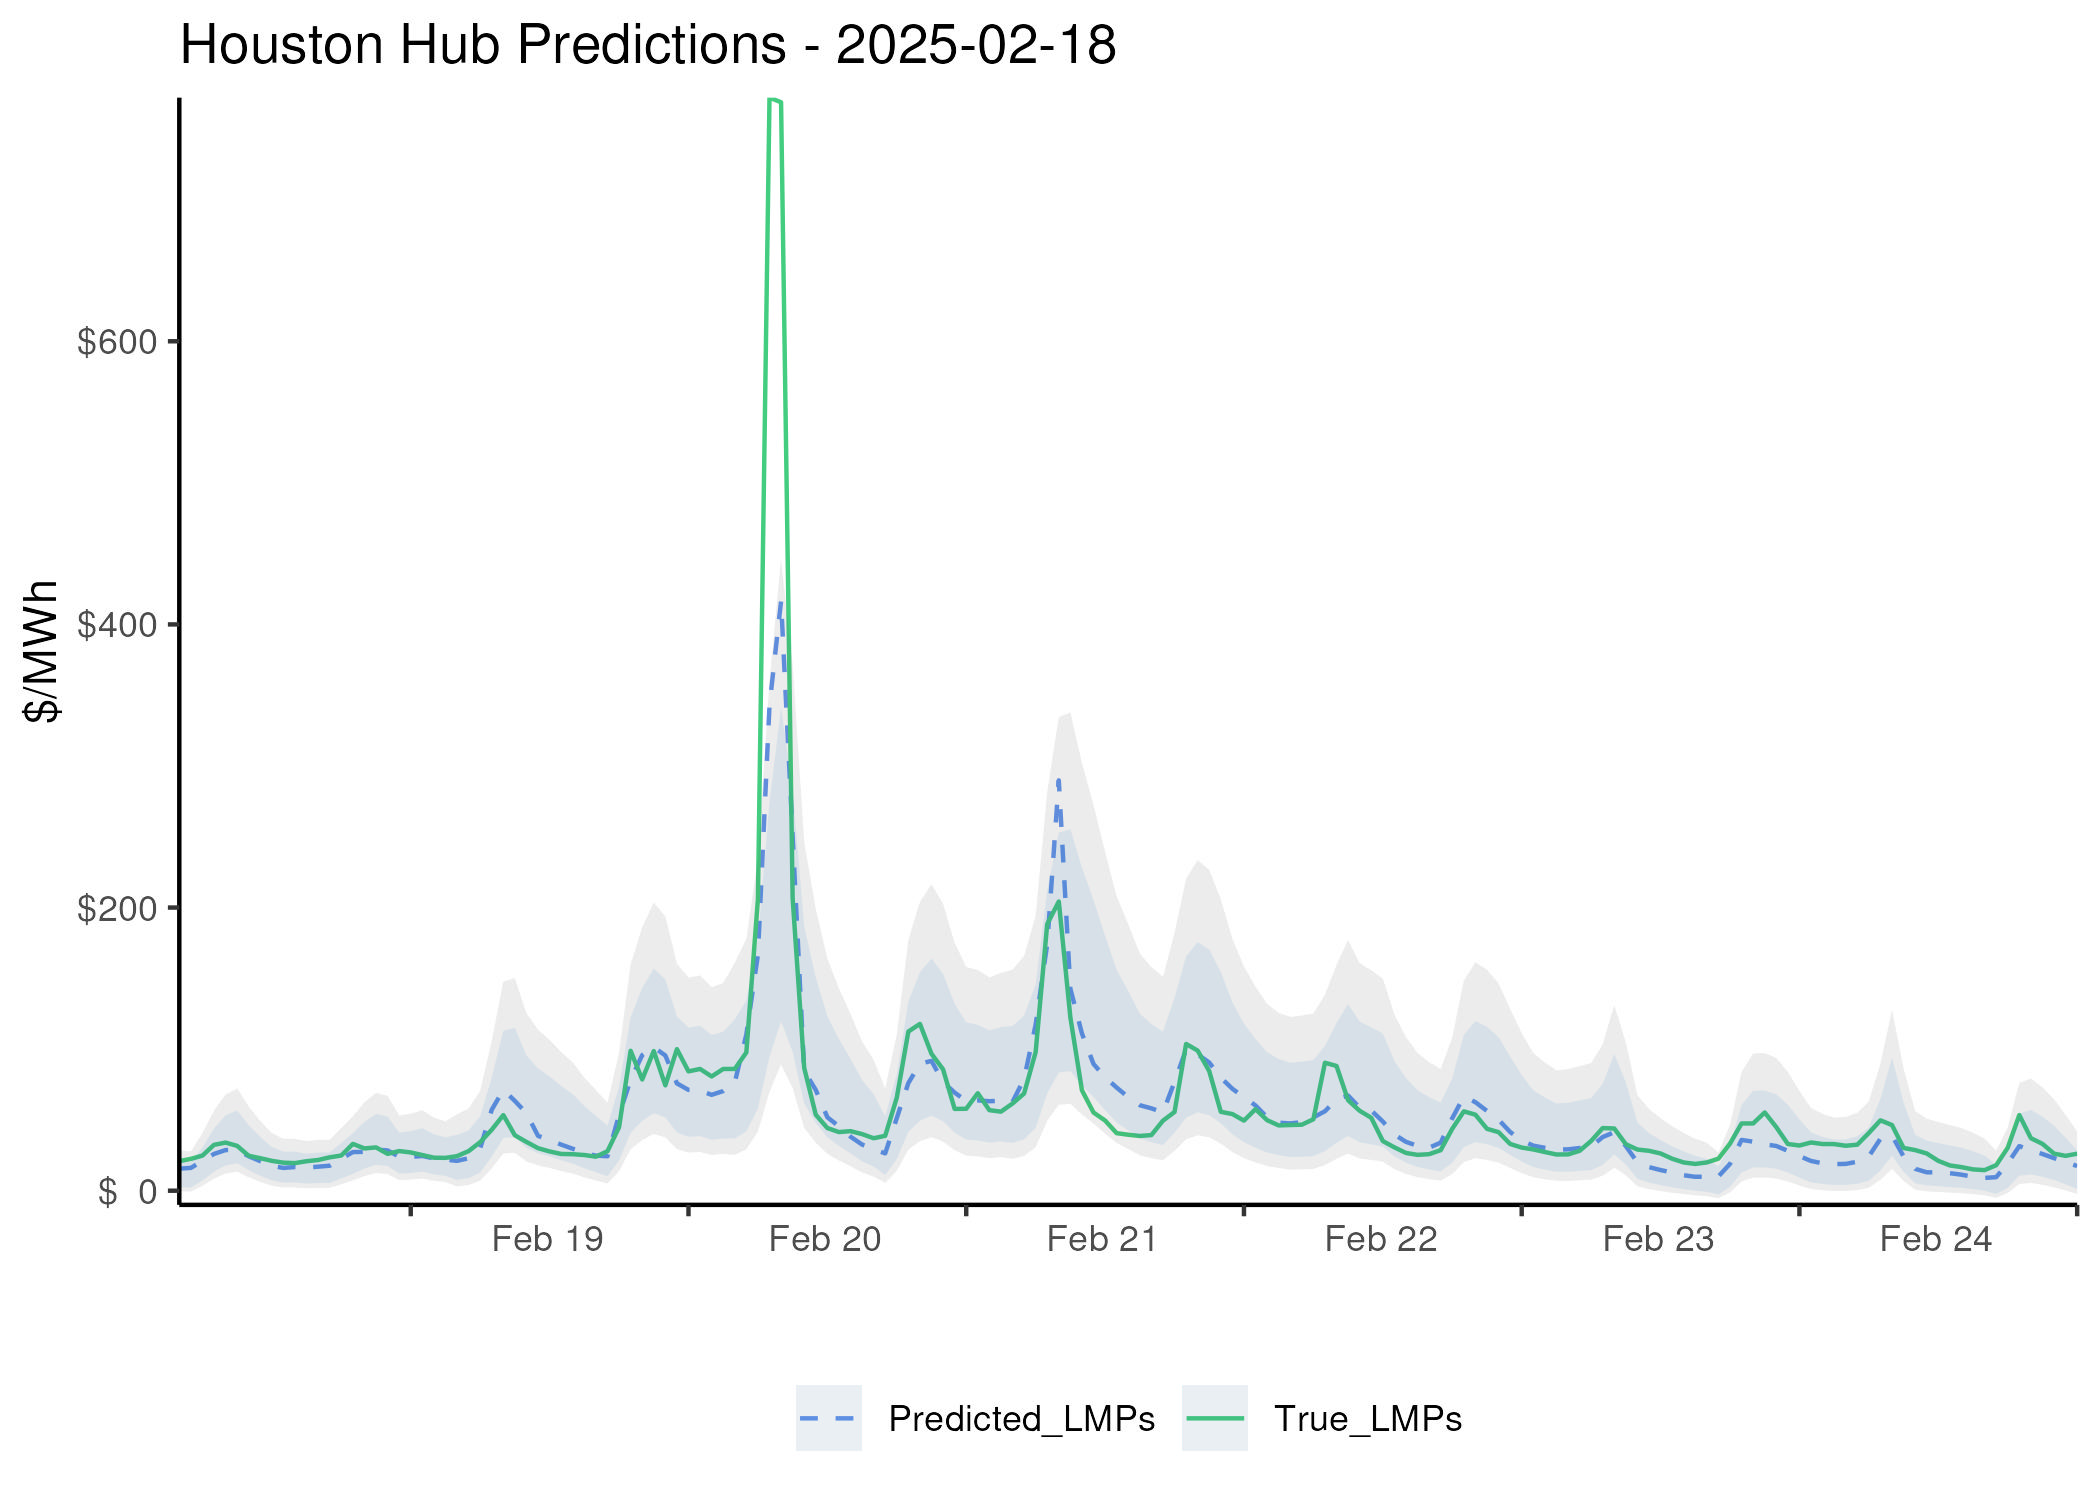 Houston Hub Predictions - 2025-02-18
$/MWh
$600
$400
$200
$ 0
Feb 19 Feb 20 Feb 21 Feb 22 Feb 23 Feb 24
Predicted_LMPs True_LMPs